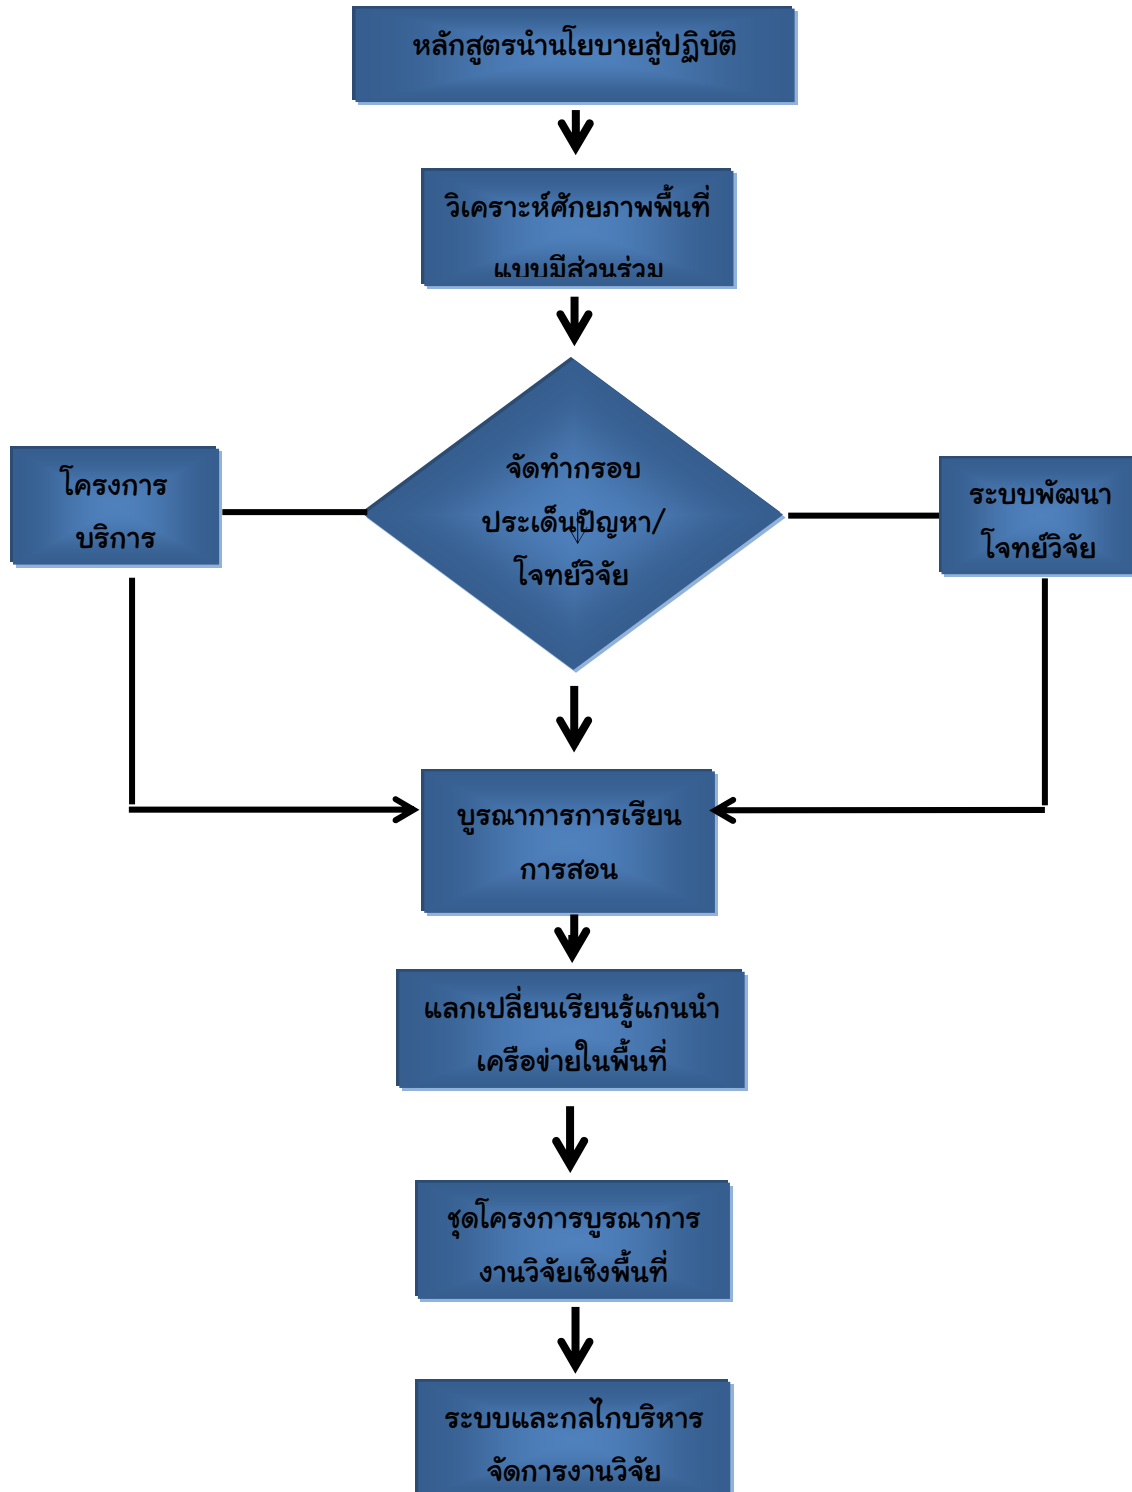 หลักสูตรนำนโยบายสู่ปฏิบัติ
วิเคราะห์ศักยภาพพื้นที่
แบบมีส่วนร่วม
จัดทำกรอบ
ประเด็นปัญหา/
โจทย์วิจัย
โครงการ
บริการ
ระบบพัฒนา
โจทย์วิจัย
บูรณาการการเรียน
การสอน
แลกเปลี่ยนเรียนรู้แกนนำ
เครือข่ายในพื้นที่
ชุดโครงการบูรณาการ
งานวิจัยเชิงพื้นที่
ระบบและกลไกบริหาร
จัดการงานวิจัย